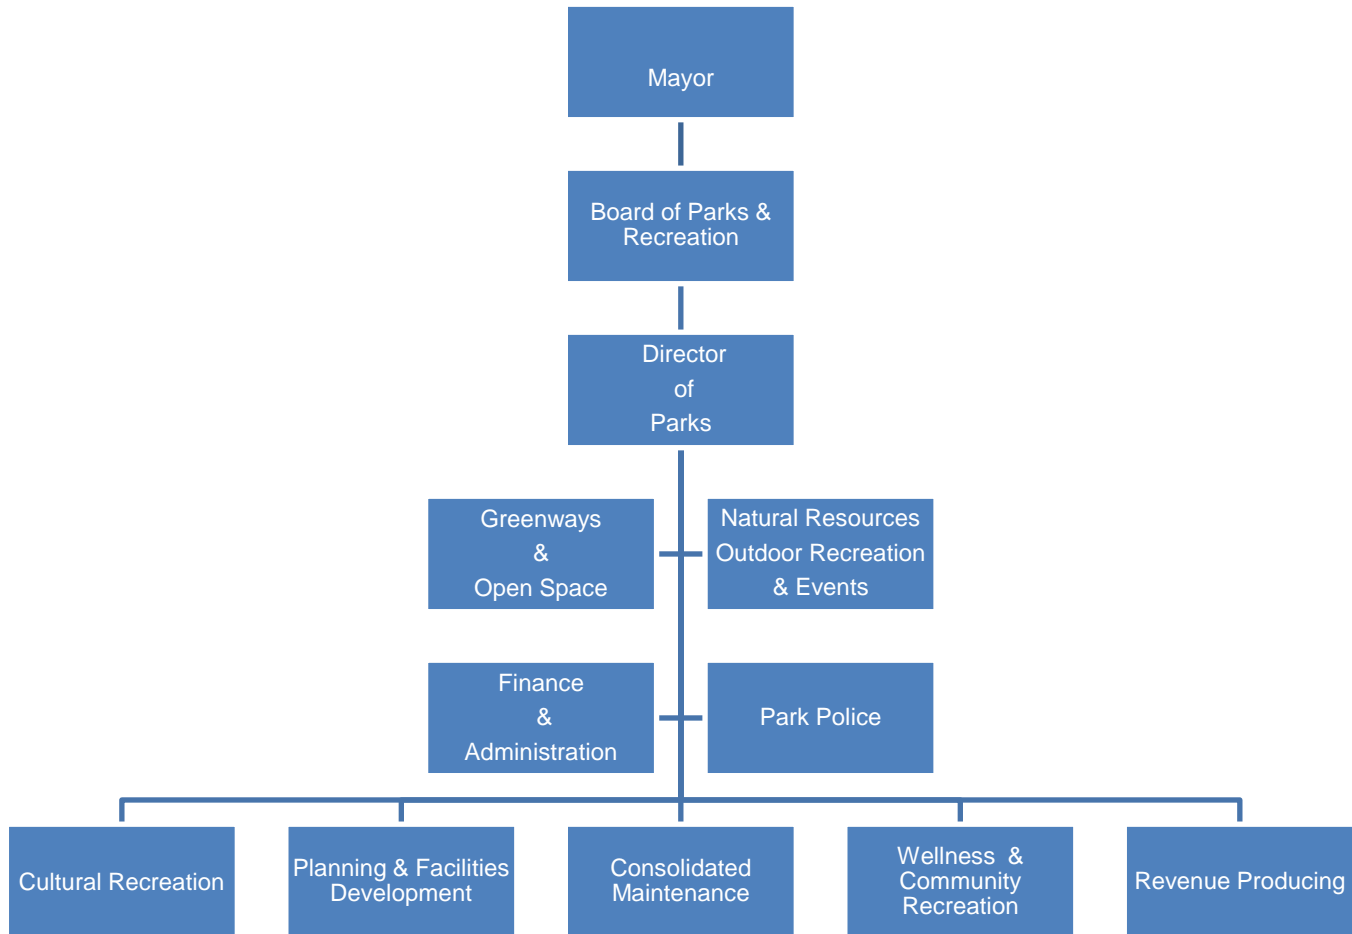 Mayor
Board of Parks &
Recreation
Director
of
Parks
Greenways
&
Open Space
Natural Resources
Outdoor Recreation
& Events
Finance
&
Administration
Park Police
Cultural Recreation
Planning & Facilities
Development
Consolidated
Maintenance
Wellness &
Community
Recreation
Revenue Producing